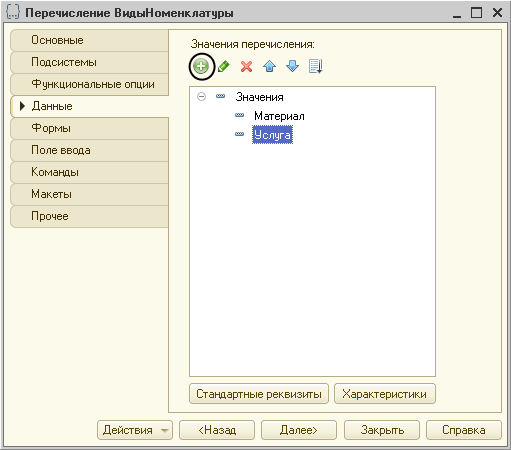 Перечисление ВидыНоменклатуры
Основные
Подсистемы
Функциональные опции
Данные
Формы
Поле ввода
Команды
Макеты
Прочее
Значения перечисления:
Значения
Материал
Услуга
Стандартные реквизиты
Характеристики
Действия
<Назад
Далее>
Закрыть
Справка